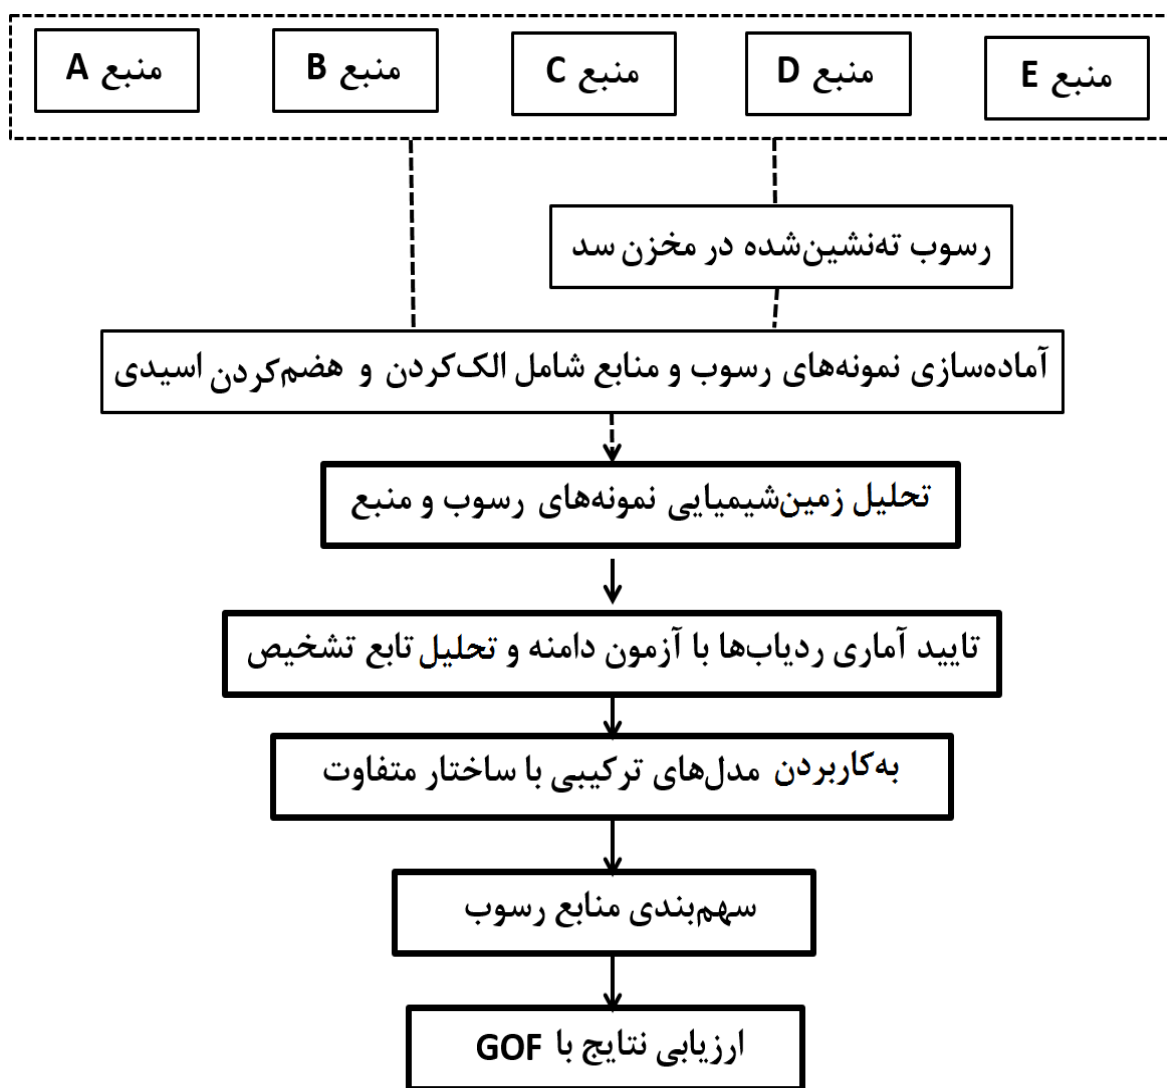 منبع A
منبع B
منبع C
منبع D
منبع E
رسوب ته‌نشین‌شده در مخزن سد
آماده‌سازی نمونه‌های رسوب و منابع شامل الک‌کردن و هضم‌کردن اسیدی
تحلیل زمین‌شیمیایی نمونه‌های رسوب و منبع
تایید آماری ردیاب‌ها با آزمون دامنه و تحلیل تابع تشخیص
به‌کاربردن مدل‌های ترکیبی با ساختار متفاوت
سهم‌بندی منابع رسوب
ارزیابی نتایج با GOF